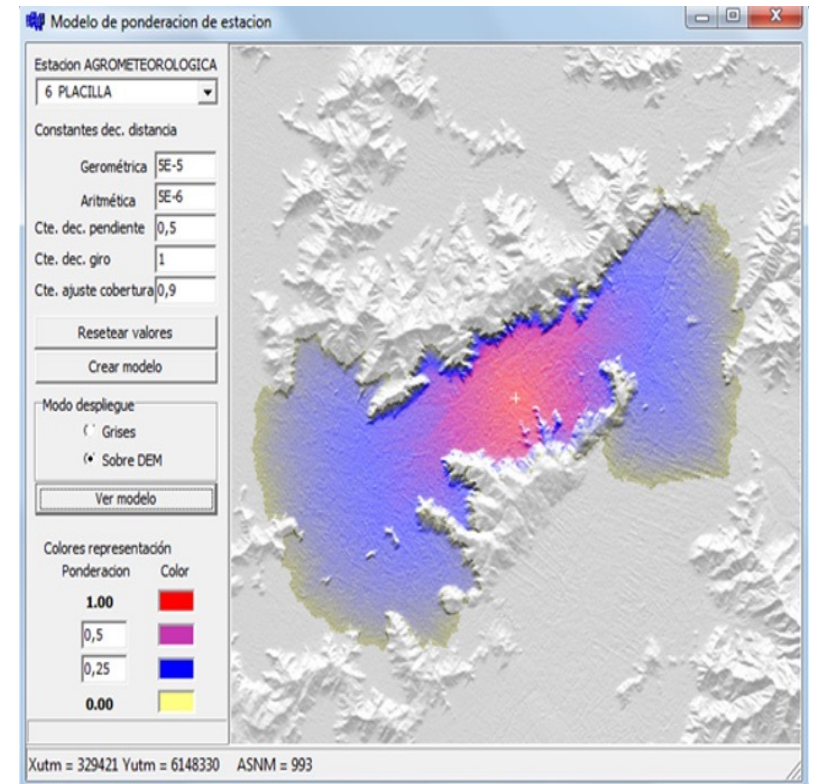 Modelo de ponderacion de estacion
Estacion AGROMETEOROLOGICA
6 PLACILLA
Constantes dec. distancia
Gerométrica 5E-5
Aritmética 5E-6
Cte. dec. pendiente 0,5
Cte. dec. giro 1
Cte. ajuste cobertura 0,9
Resetear valores
Crear modelo
Modo despliegue
Grises
Sobre DEM
Ver modelo
Colores representación
Ponderacion Color
1.00
0,5
0,25
0.00
Xutm = 329421 Yutm = 6148330 ASNM = 993